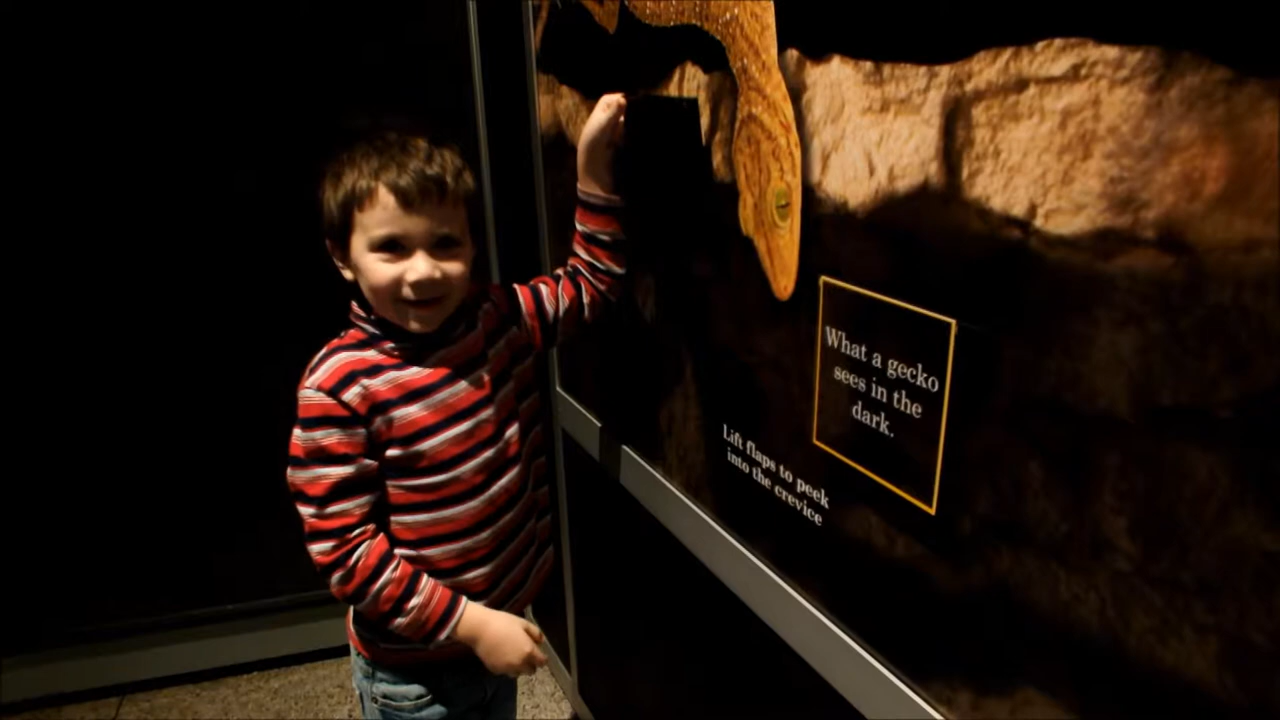 What a gecko
sees in the
dark.
Lift flaps to peek
into the crevice